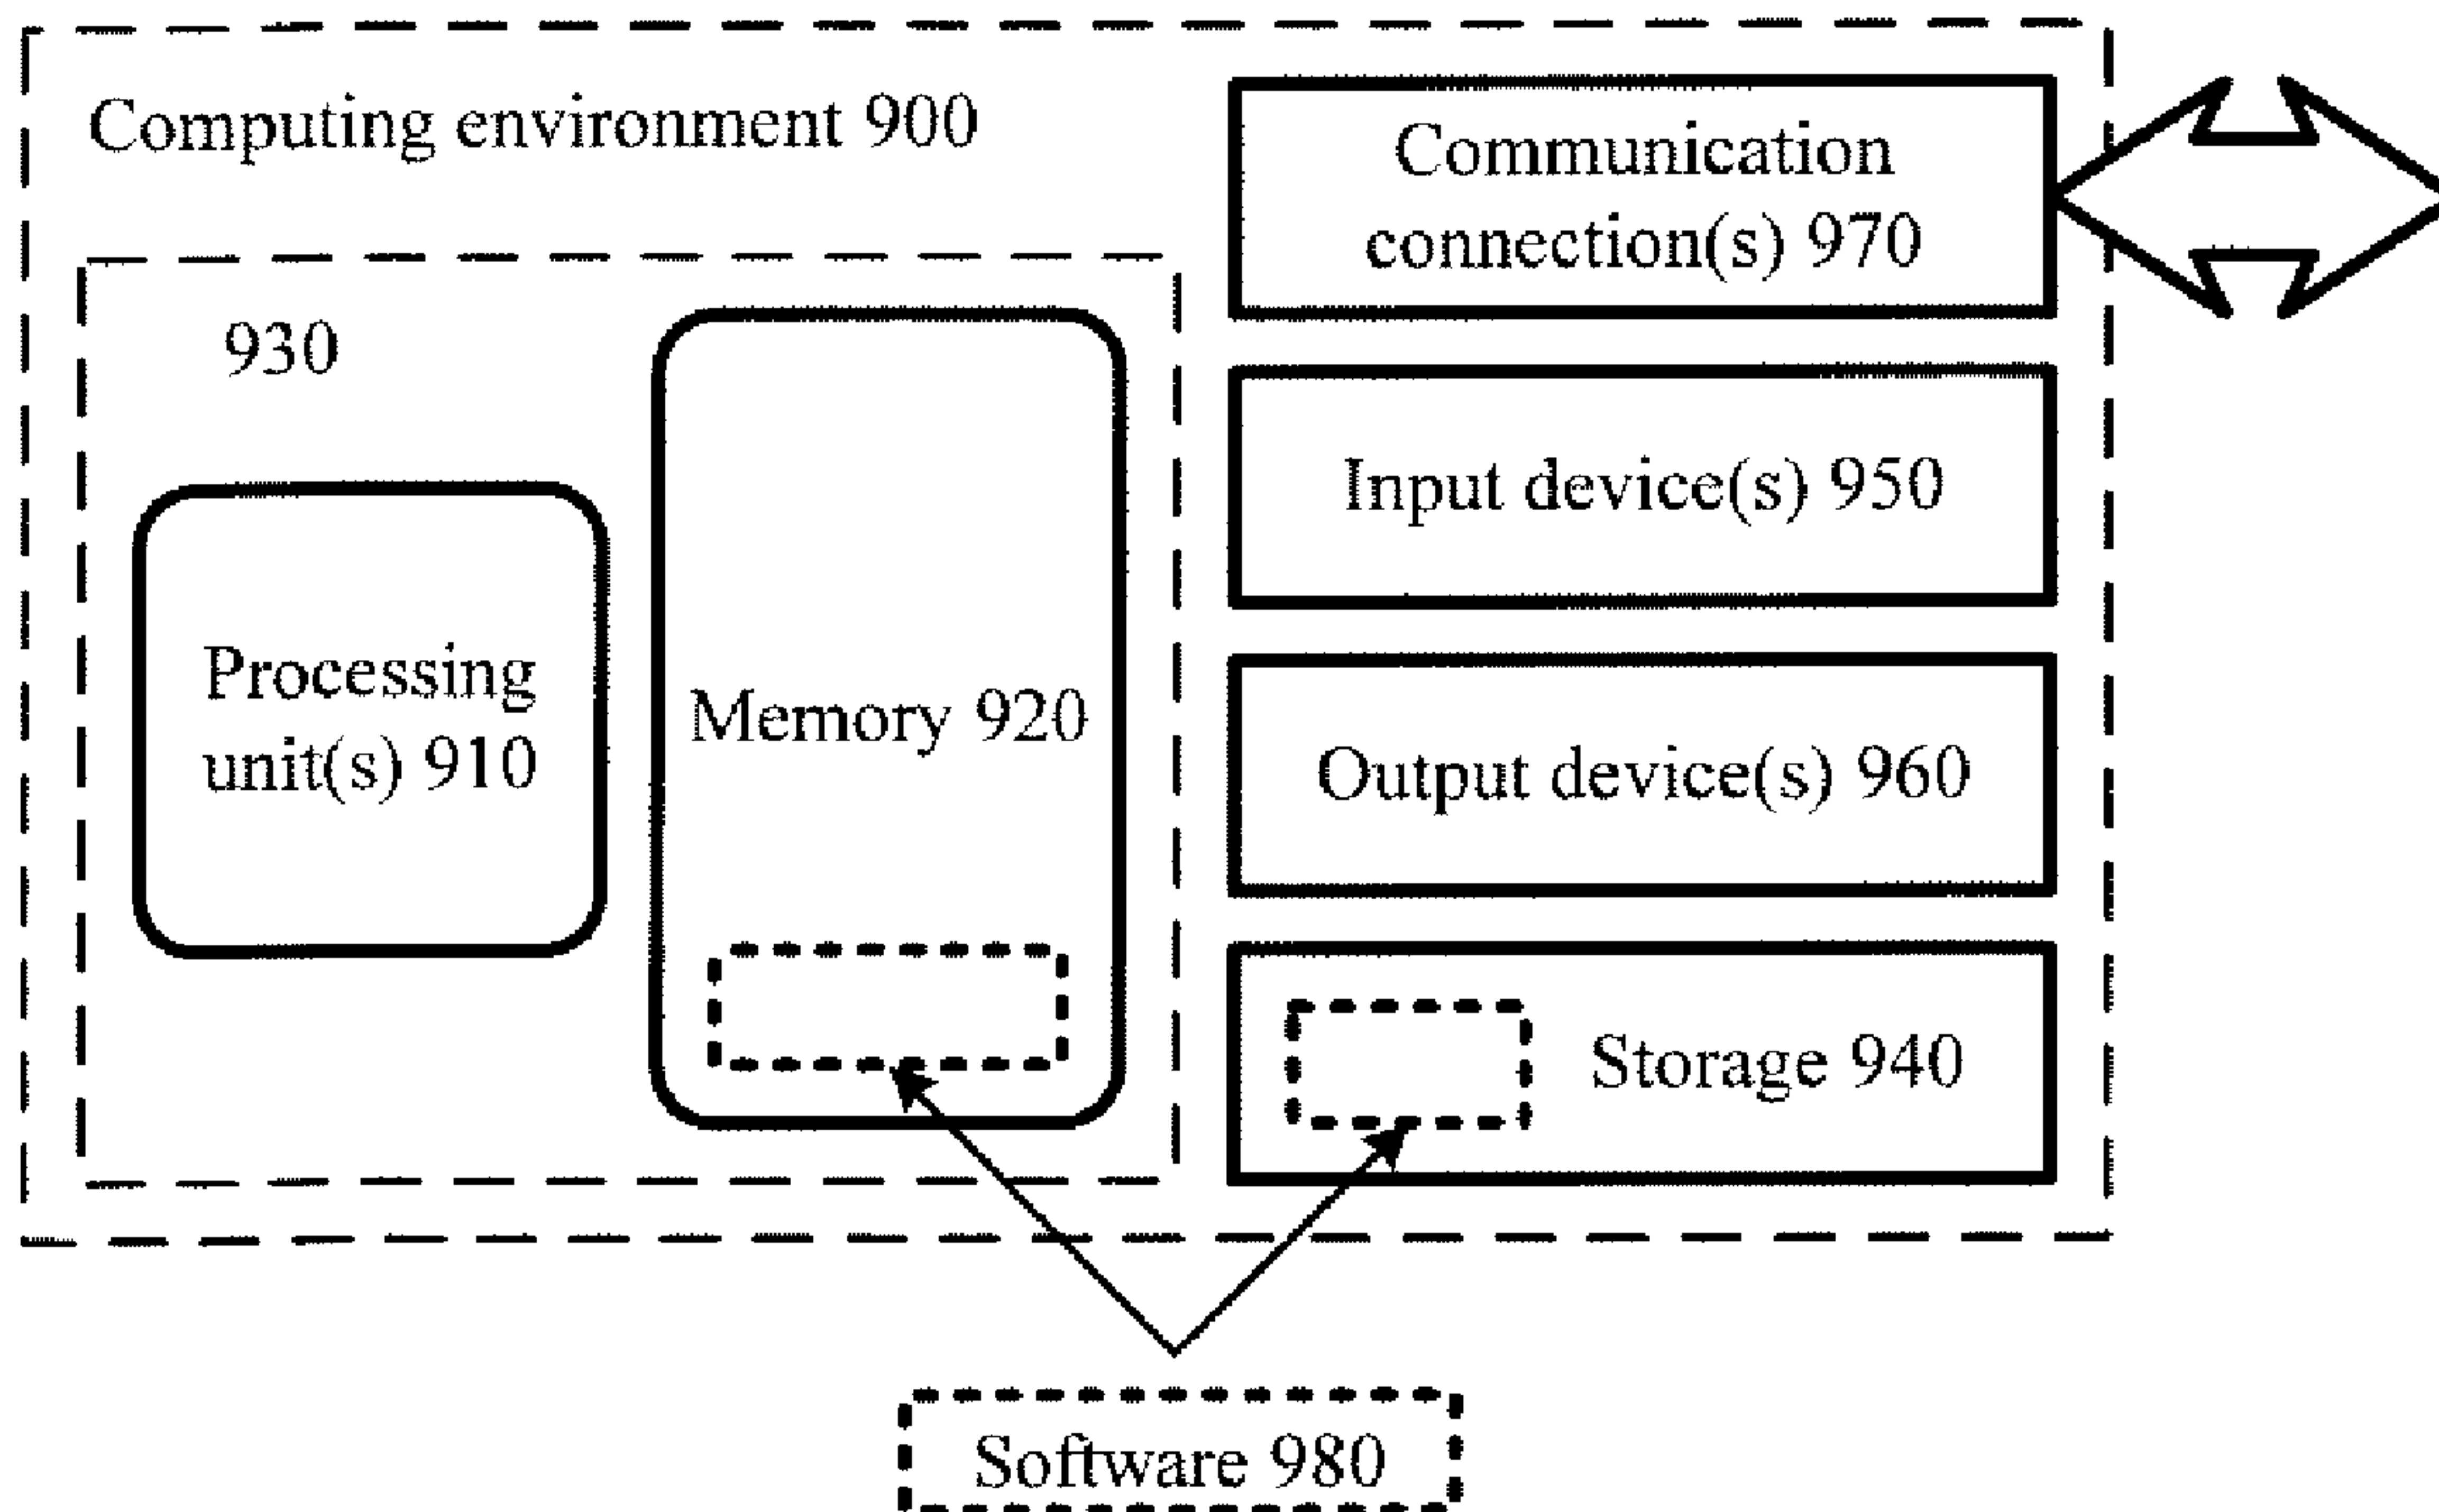 Computing environment 900
Communication
connection(s) 970
930
Input device(s) 950
Processing
unit(s) 910
Memory 920
Output device(s) 960
Storage 940
Software 980